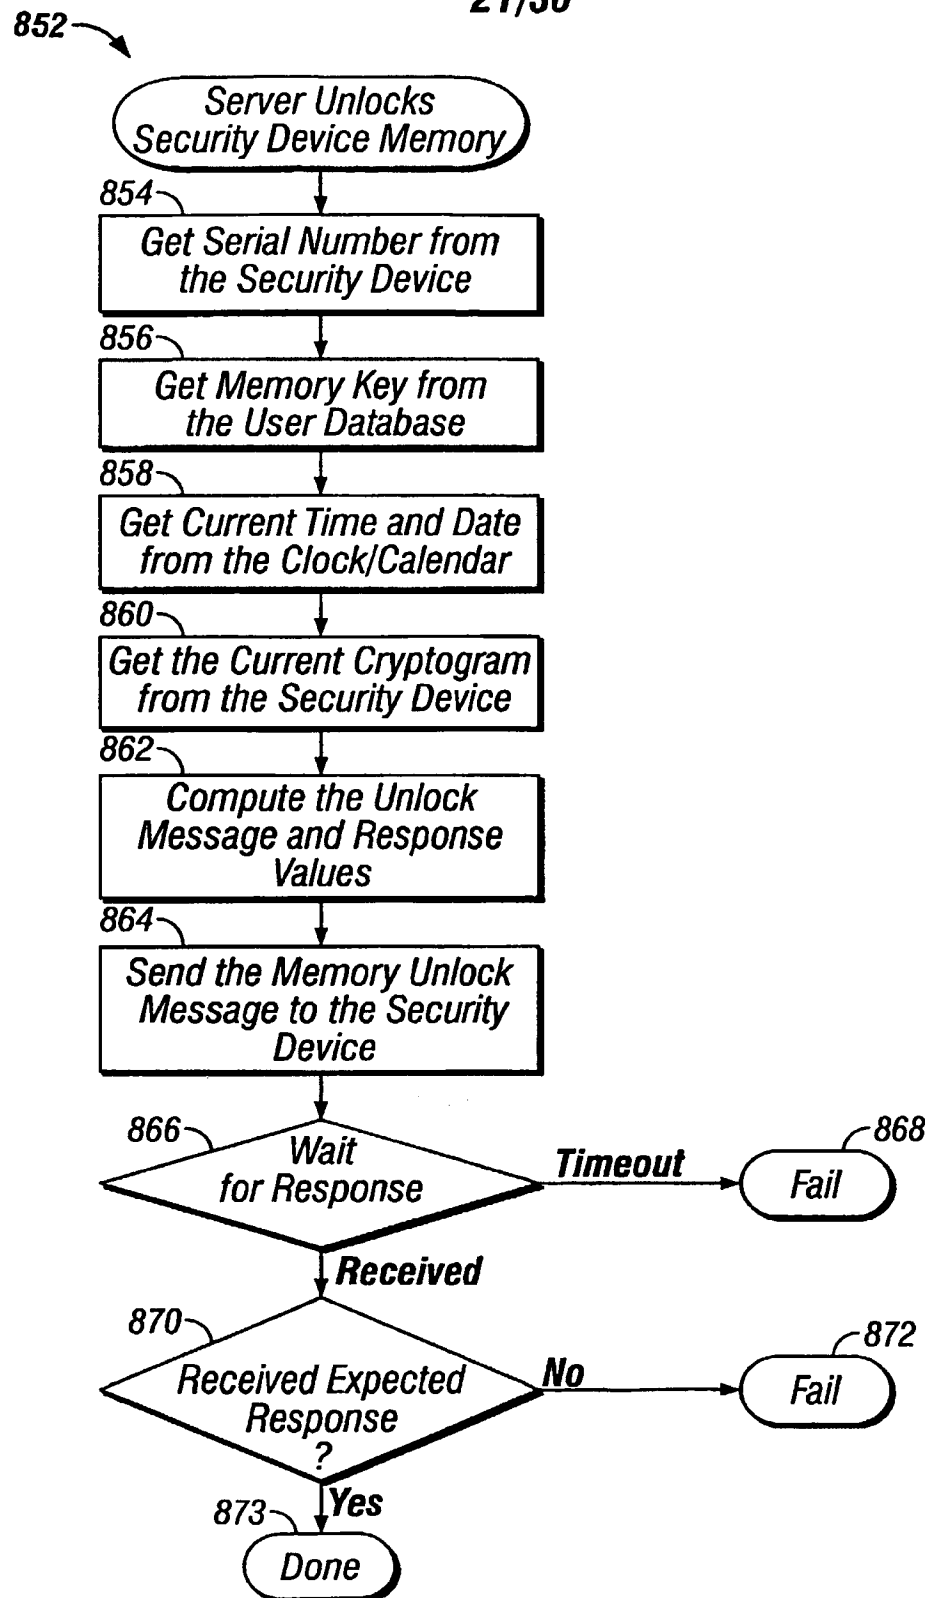 21/30
852
Server Unlocks
Security Device Memory
854
Get Serial Number from
the Security Device
856
Get Memory Key from
the User Database
858
Get Current Time and Date
from the Clock/Calendar
860
Get the Current Cryptogram
from the Security Device
862
Compute the Unlock
Message and Response
Values
864
Send the Memory Unlock
Message to the Security
Device
866
Wait
for Response
Timeout
868
Fail
Received
870
Received Expected
Response
?
No
872
Fail
Yes
873
Done